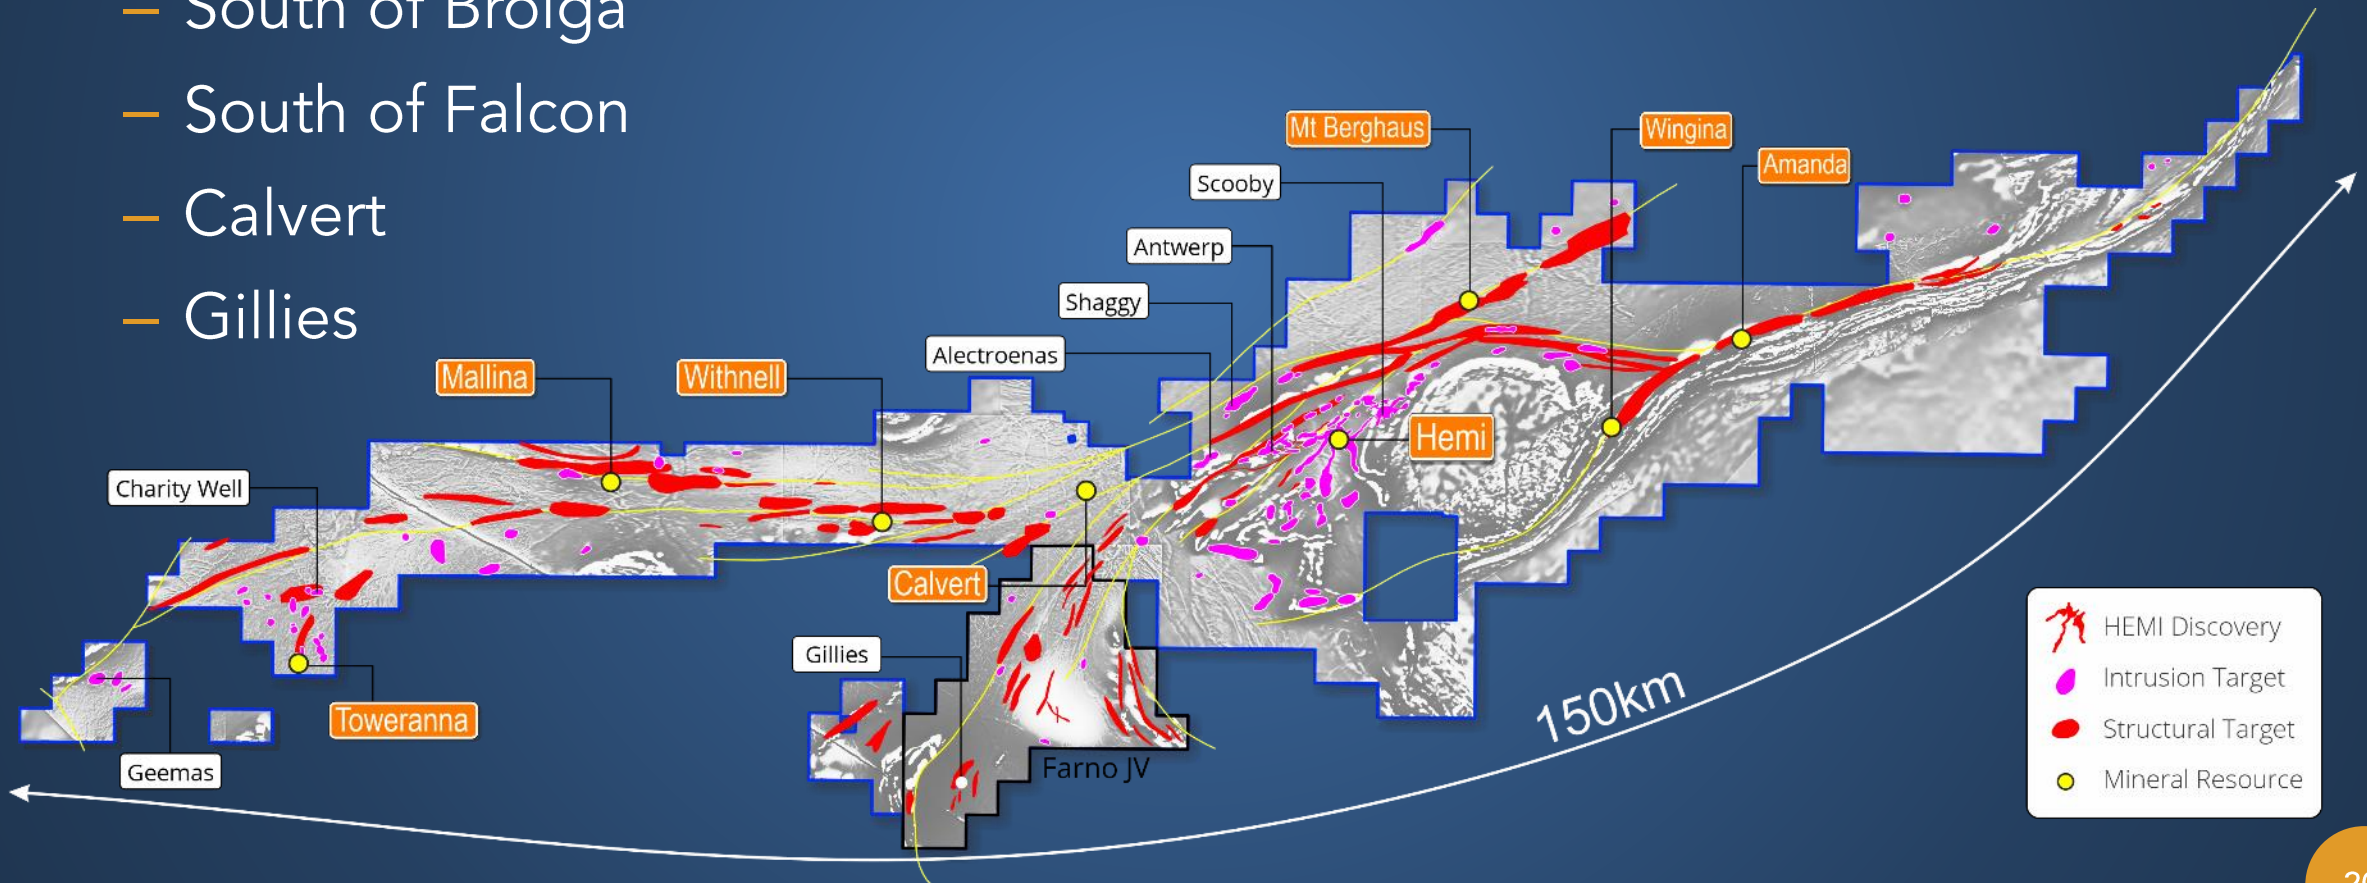 – South of Brolga
– South of Falcon
– Calvert
– Gillies
Mt Berghaus
Wingina
Amanda
Scooby
Antwerp
Shaggy
Alectroenas
Mallina
Withnell
Hemi
Charity Well
Calvert
Gillies
Toweranna
Geemas
Farno JV
150km
HEMI Discovery
Intrusion Target
Structural Target
Mineral Resource